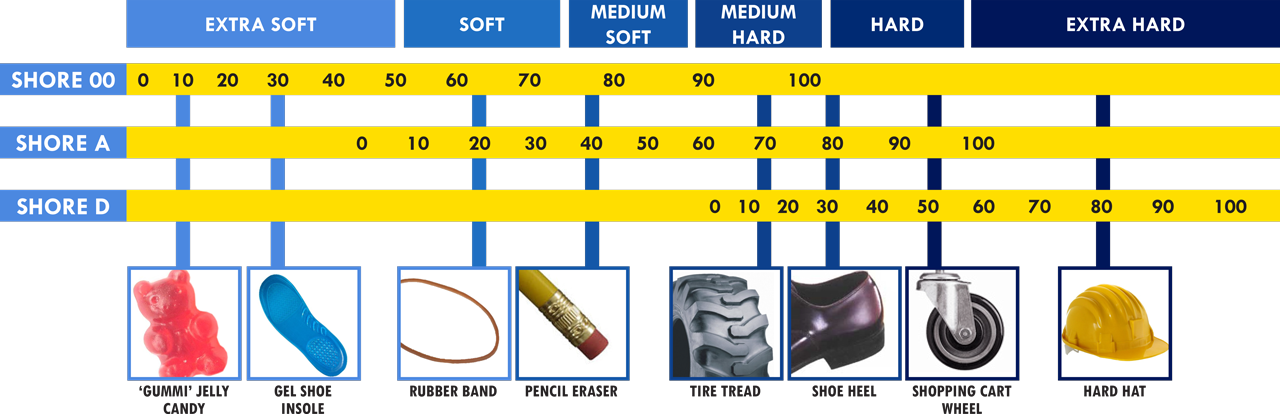 EXTRA SOFT
SOFT
MEDIUM
SOFT
MEDIUM
HARD
HARD
EXTRA HARD
SHORE 00 0 10 20 30 40 50 60 70 80 90 100
SHORE A 0 10 20 30 40 50 60 70 80 90 100
SHORE D 0 10 20 30 40 50 60 70 80 90 100
‘GUMMI’ JELLY
CANDY
GEL SHOE
INSOLE
RUBBER BAND
PENCIL ERASER
TIRE TREAD
SHOE HEEL
SHOPPING CART
WHEEL
HARD HAT